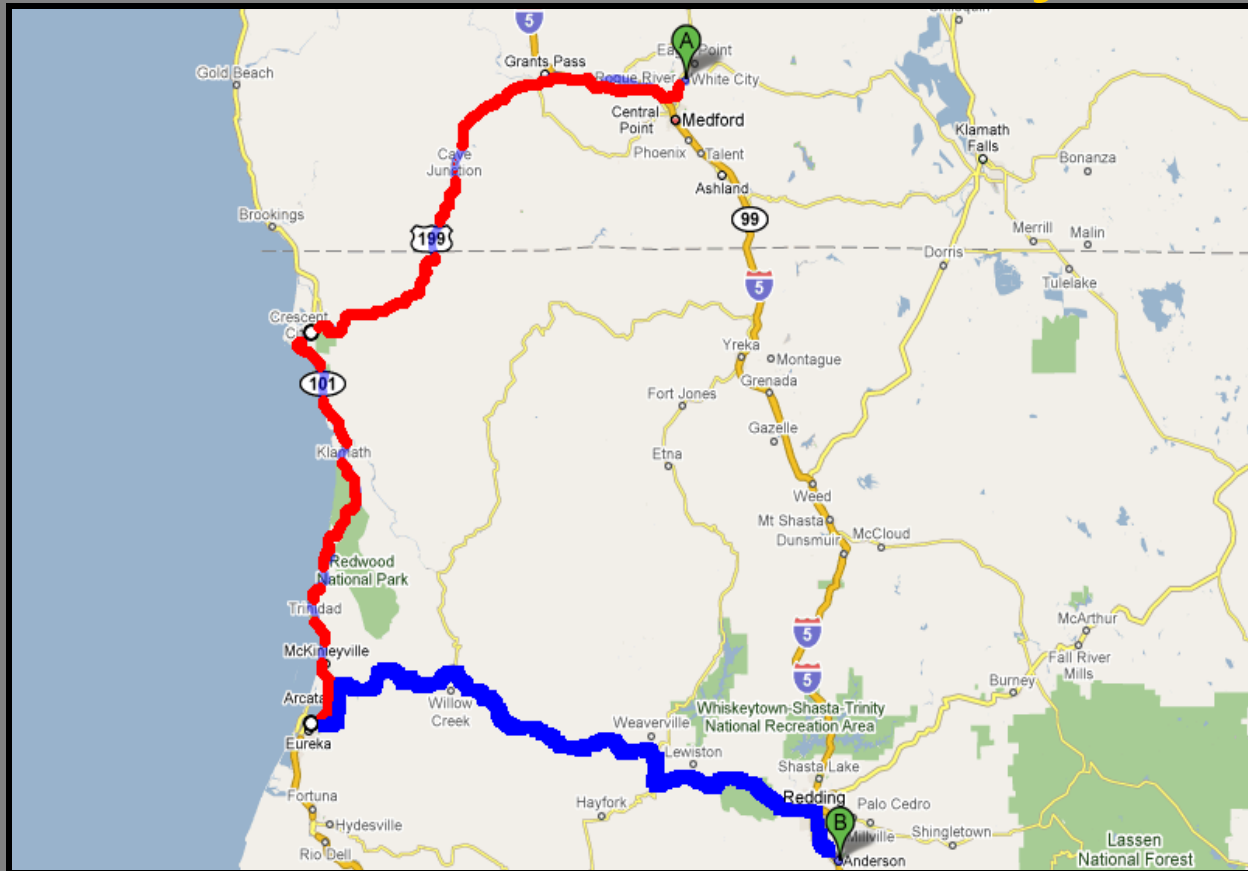 5
Chiloquin
A
Gold Beach
Grants Pass
Eagle Point
Rogue River
White City
Central
Point
Medford
Klamath
Falls
Phoenix
Talent
Bonanza
Cave
Junction
Ashland
Brookings
199
99
Merrill
Malin
Dorris
Tulelake
5
Crescent
City
101
Yreka
Montague
Grenada
Fort Jones
Gazelle
Klamath
Etna
Weed
Mt Shasta
Dunsmuir
McCloud
Redwood
National Park
Trinidad
McArthur
5
McKinleyville
Fall River
Mills
5
Burney
Arcata
Willow
Creek
Whiskeytown-Shasta-Trinity
National Recreation Area
Weaverville
Eureka
Lewiston
Shasta Lake
Fortuna
Hayfork
Redding
Palo Cedro
B
Hydesville
Millville
Shingletown
Rio Dell
Anderson
Lassen
National Forest